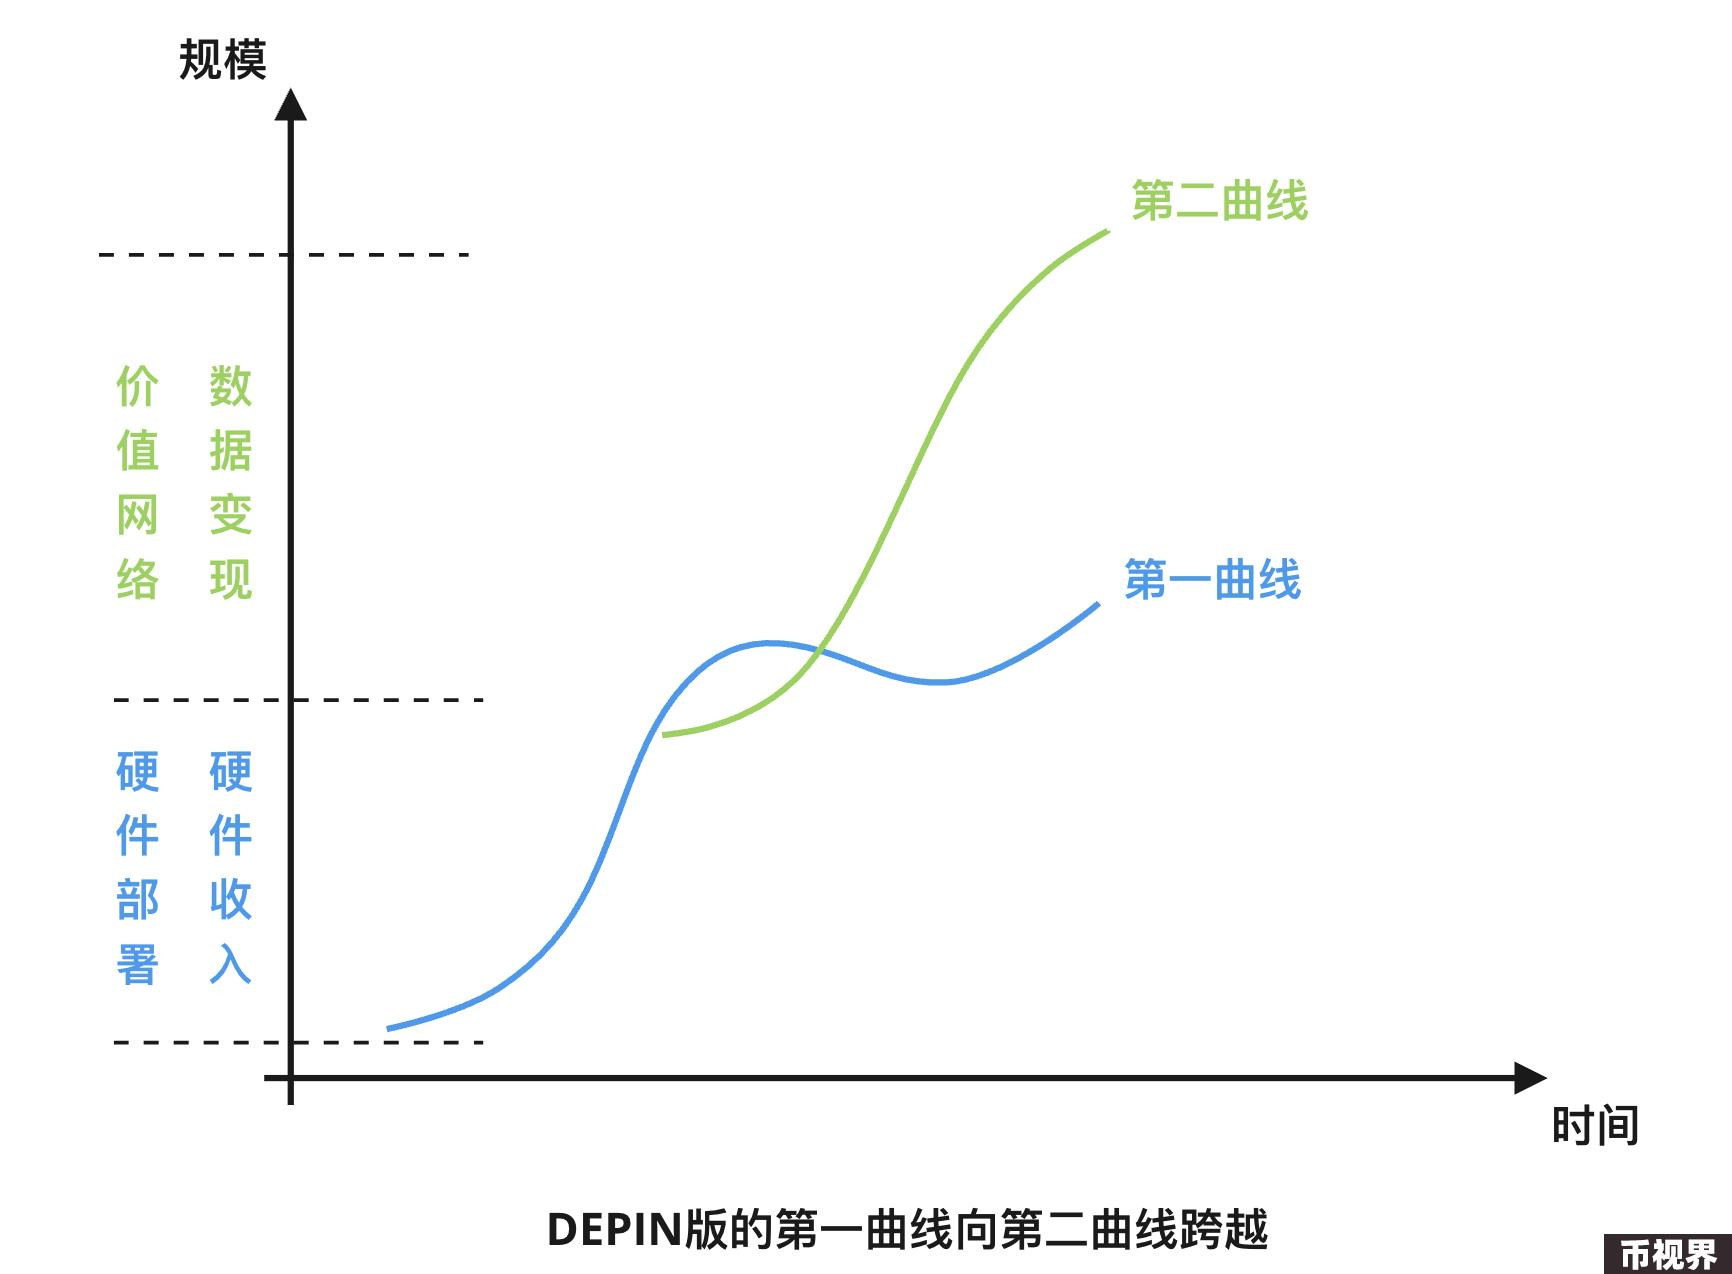 规模
第二曲线
数据变现
价值网络
第一曲线
硬件收入
硬件部署
时间
DEPIN版的第一曲线向第二曲线跨越
币视界